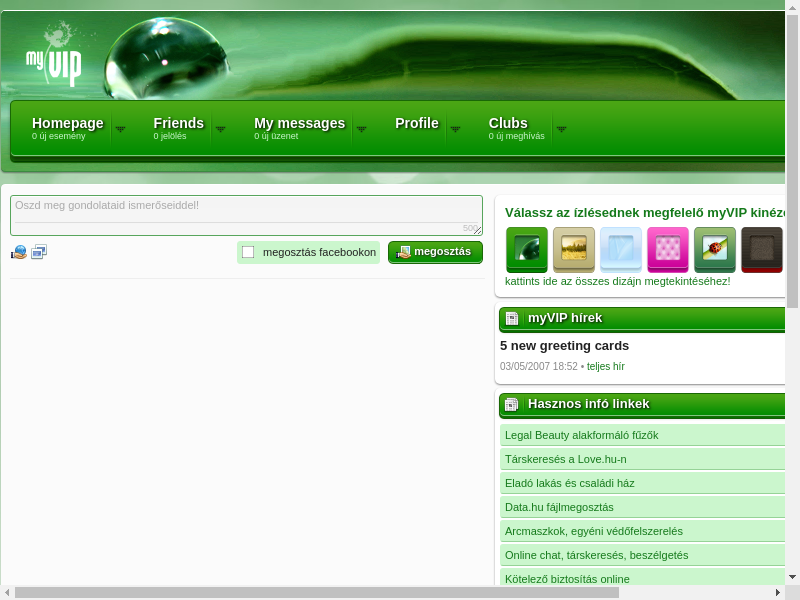 my VIP
Homepage
0 új esemény
Friends
0 jelölés
My messages
0 új üzenet
Profile
Clubs
0 új meghívás
Oszd meg gondolataid ismerőseiddel!
500
megosztás facebookon
megosztás
Válassz az ízlésednek megfelelő myVIP kinéze
kattints ide az összes dizájn megtekintéséhez!
myVIP hírek
5 new greeting cards
03/05/2007 18:52 • teljes hír
Hasznos infó linkek
Legal Beauty alakformáló fűzők
Társkeresés a Love.hu-n
Eladó lakás és családi ház
Data.hu fájlmegosztás
Arcmaszkok, egyéni védőfelszerelés
Online chat, társkeresés, beszélgetés
Kötelező biztosítás online